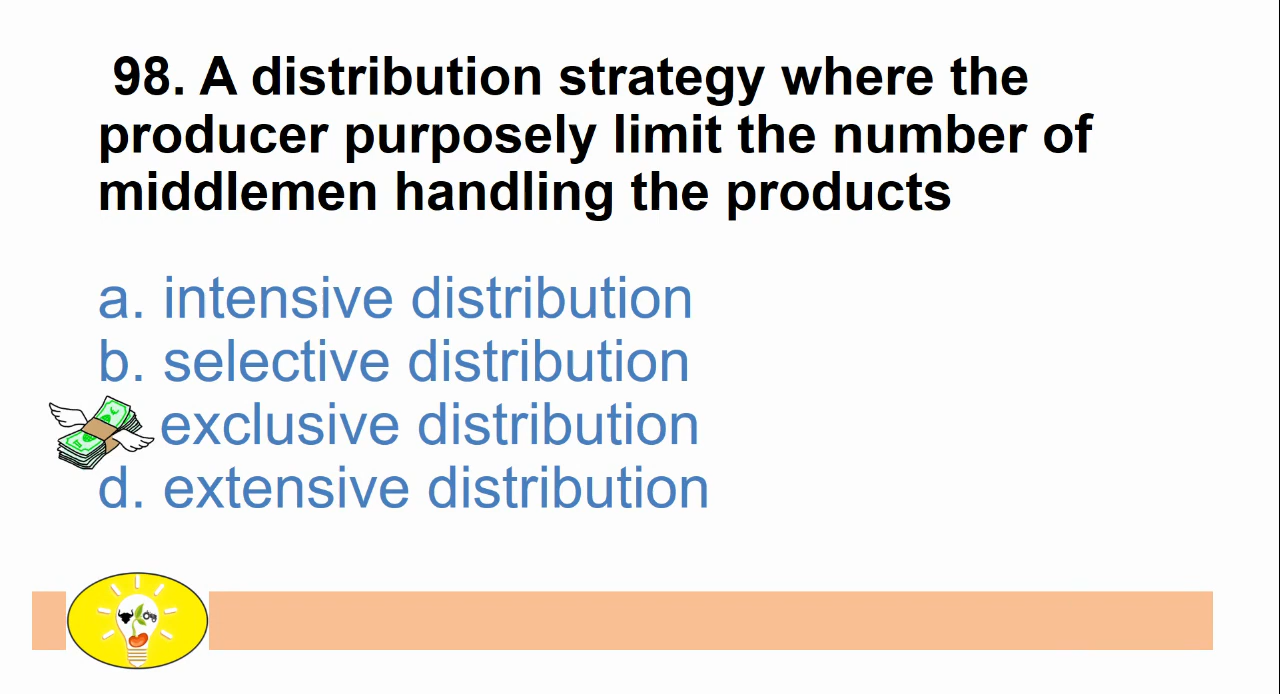 98. A distribution strategy where the
producer purposely limit the number of
middlemen handling the products
a. intensive distribution
b. selective distribution
exclusive distribution
d. extensive distribution